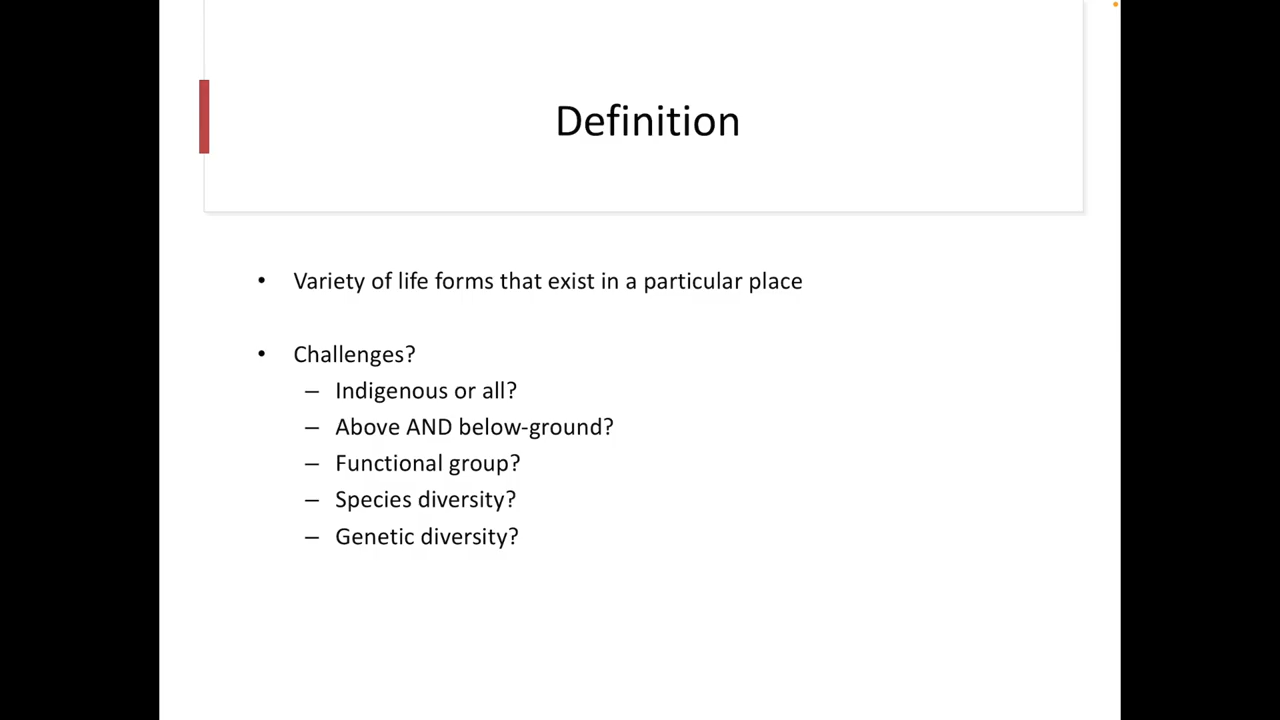 Definition
• Variety of life forms that exist in a particular place
• Challenges?
– Indigenous or all?
– Above AND below-ground?
– Functional group?
– Species diversity?
– Genetic diversity?